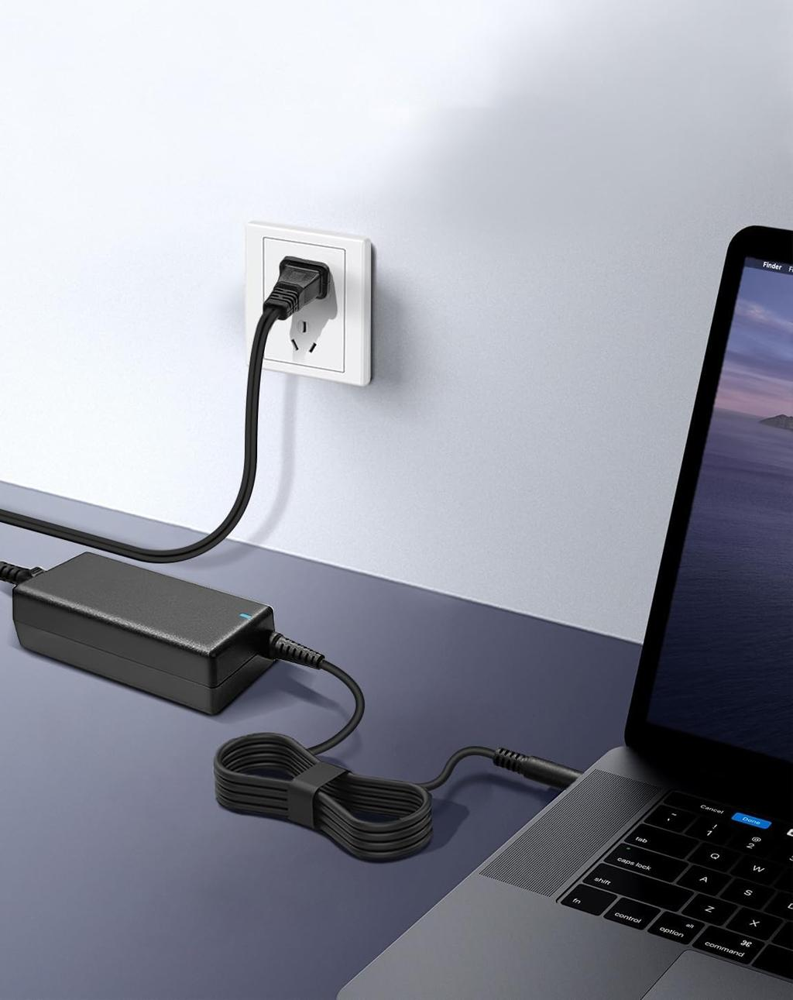 Finder
Cancel
Done
!
1
@
2
tab
Q
W
caps lock
A
S
shift
Z
X
fn
control
alt
option
⌘
command